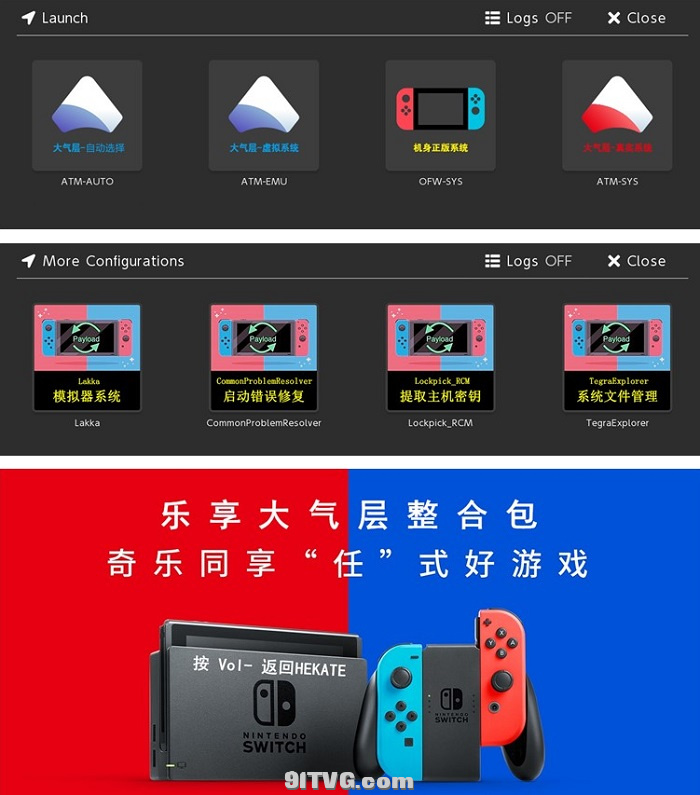 Launch
Logs OFF
Close
大气层-自动选择
大气层-虚拟系统
机身正版系统
大气层-真实系统
ATM-AUTO
ATM-EMU
OFW-SYS
ATM-SYS
More Configurations
Logs OFF
Close
Payload
Payload
Payload
Payload
Lakka
CommonProblemResolver
Lockpick_RCM
TegraExplorer
模拟器系统
启动错误修复
提取主机密钥
系统文件管理
Lakka
CommonProblemResolver
Lockpick_RCM
TegraExplorer
乐享大气层整合包
奇乐同享“任”式好游戏
按 Vol- 返回HEKATE
X
Y
A
B
NINTENDO
SWITCH
NINTENDO
SWITCH
91TVG.com